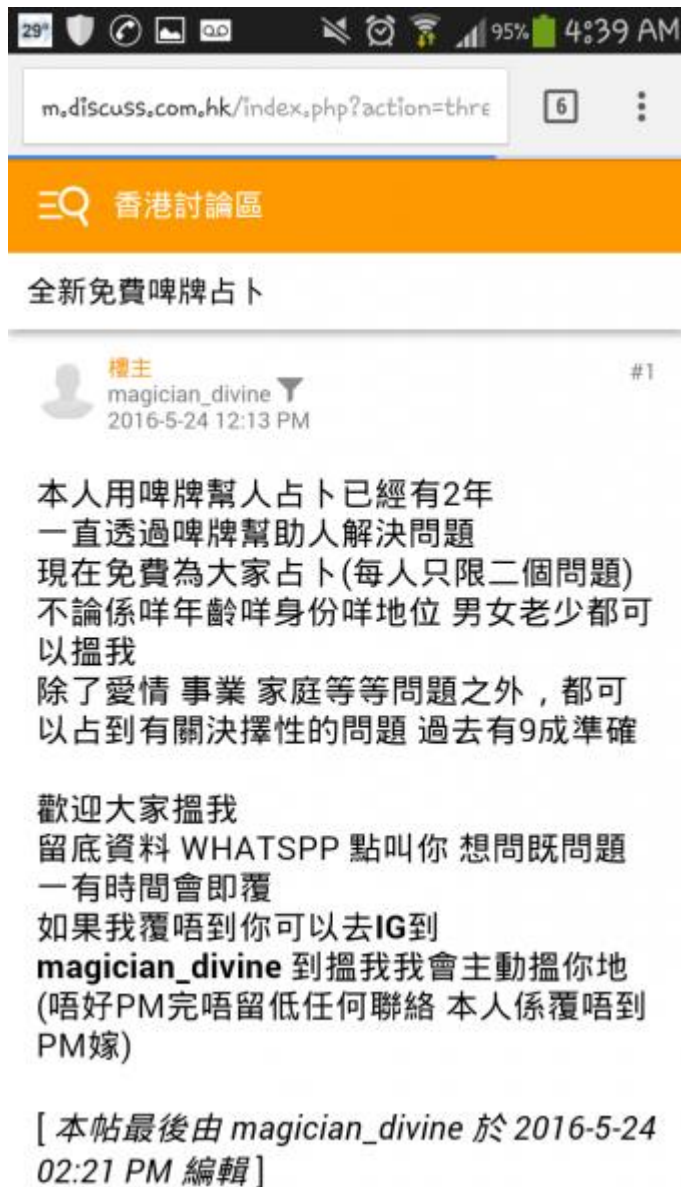 29° 95% 4:39 AM
m.discuss.com.hk/index.php?action=thre 6
香港討論區
全新免費啤牌占卜
樓主 #1
magician_divine
2016-5-24 12:13 PM
本人用啤牌幫人占卜已經有2年
一直透過啤牌幫助人解決問題
現在免費為大家占卜(每人只限二個問題)
不論係咩年齡咩身份咩地位 男女老少都可
以搵我
除了愛情 事業 家庭等等問題之外，都可
以占到有關決擇性的問題 過去有9成準確
歡迎大家搵我
留底資料 WHATSPP 點叫你 想問既問題
一有時間會即覆
如果我覆唔到你可以去IG到
magician_divine 到搵我我會主動搵你地
(唔好PM完唔留低任何聯絡 本人係覆唔到
PM嫁)
[ 本帖最後由 magician_divine 於 2016-5-24
02:21 PM 編輯 ]